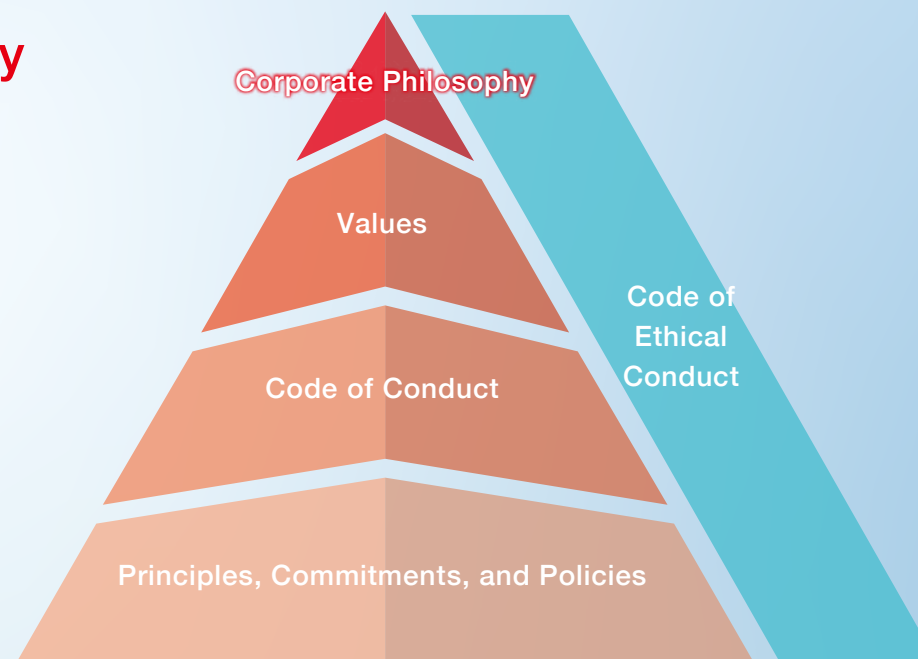 y
Corporate Philosophy
Values
Code of Conduct
Code of
Ethical
Conduct
Principles, Commitments, and Policies